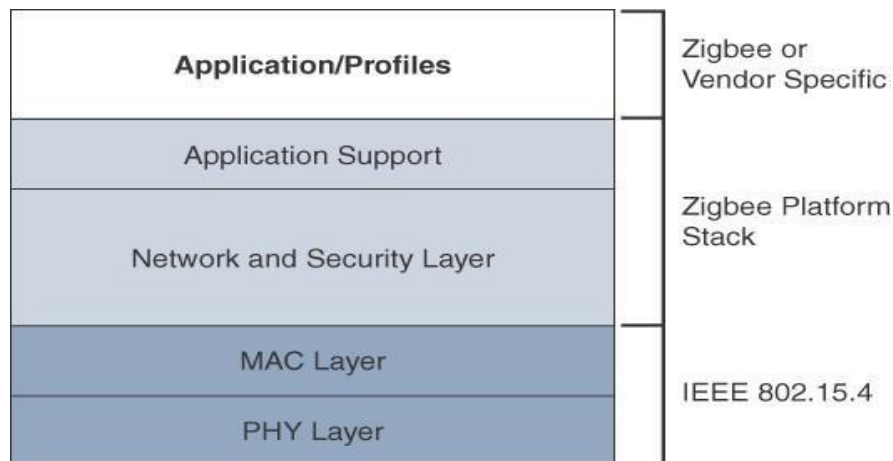 Application/Profiles
Zigbee or
Vendor Specific
Application Support
Network and Security Layer
Zigbee Platform
Stack
MAC Layer
PHY Layer
IEEE 802.15.4